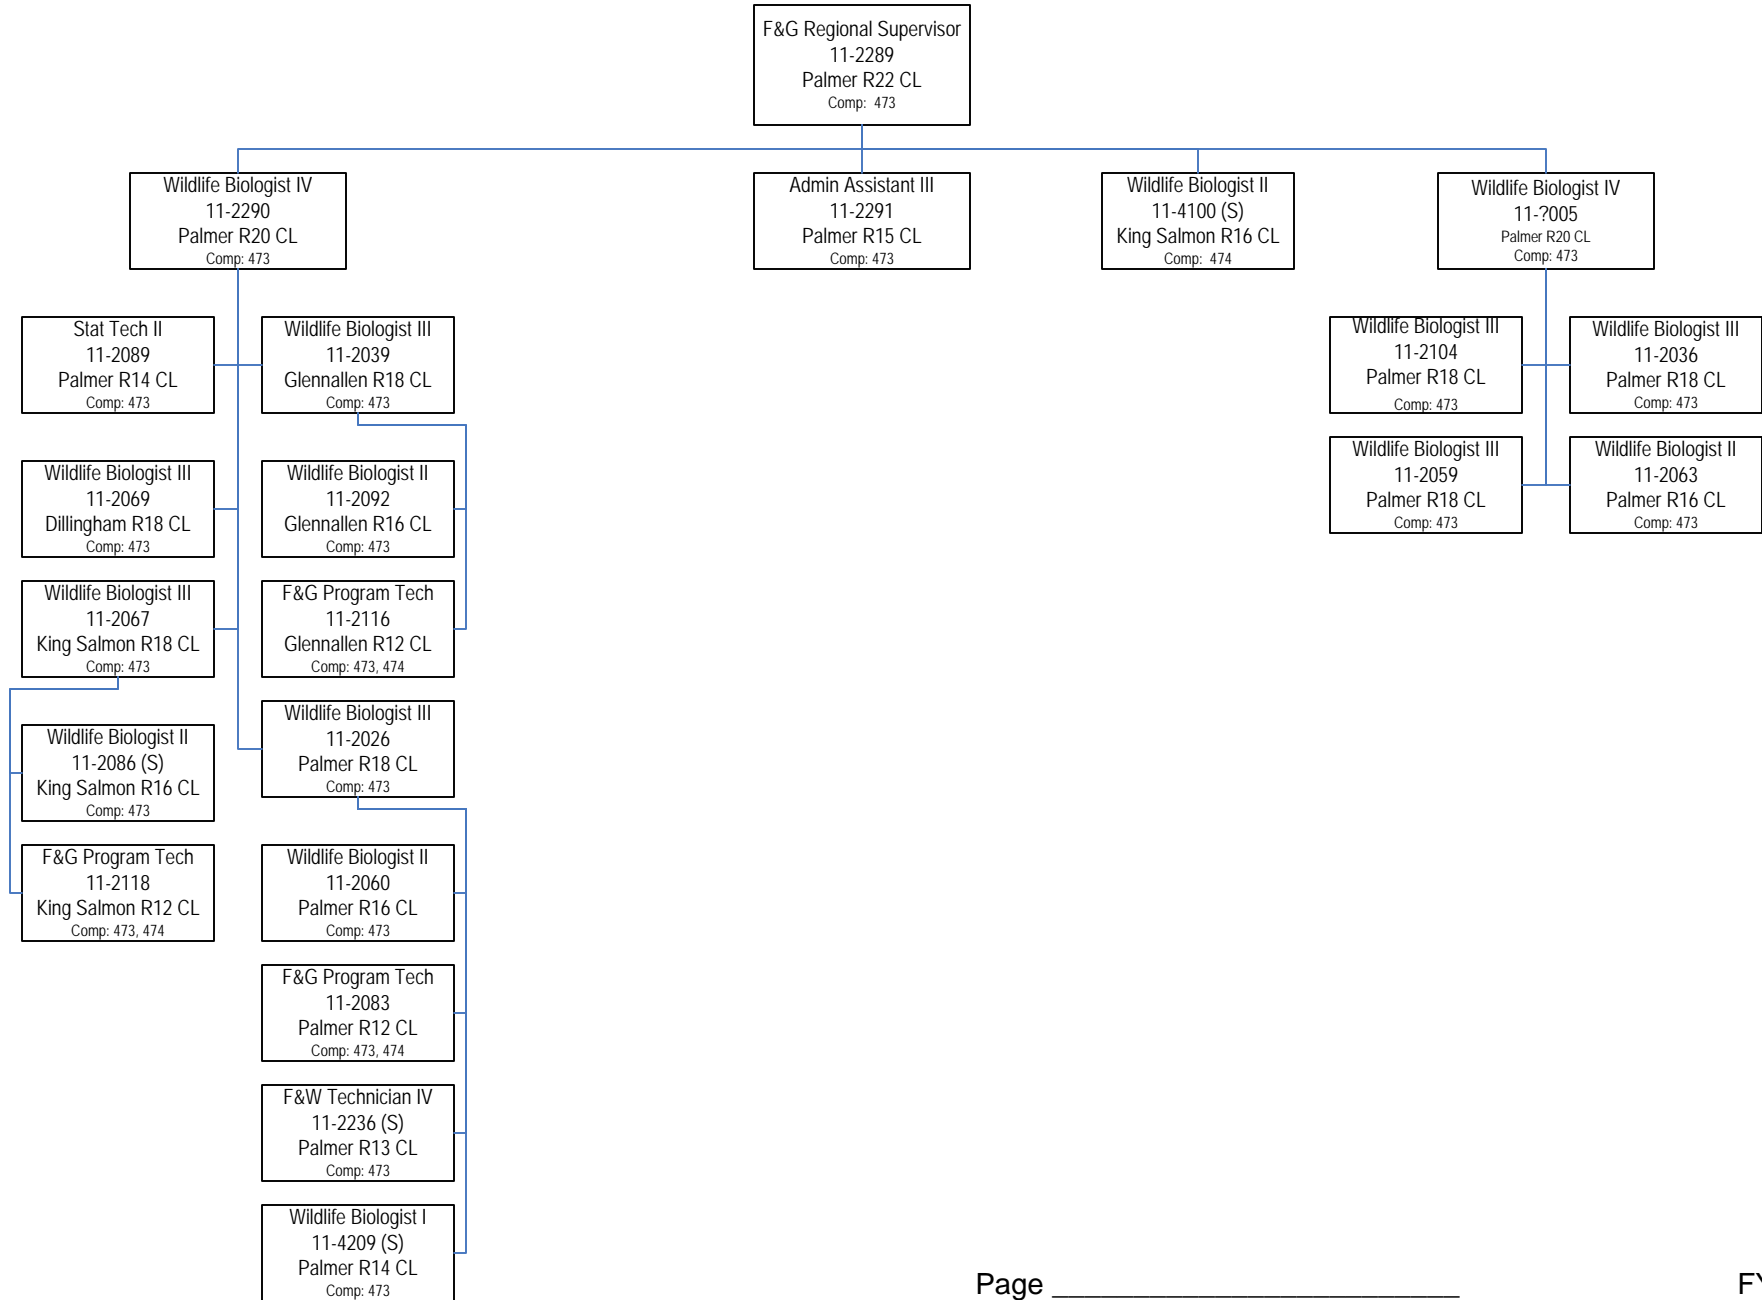 F&G Regional Supervisor
11-2289
Palmer R22 CL
Comp: 473
Wildlife Biologist IV
11-2290
Palmer R20 CL
Comp: 473
Admin Assistant III
11-2291
Palmer R15 CL
Comp: 473
Wildlife Biologist II
11-4100 (S)
King Salmon R16 CL
Comp: 474
Wildlife Biologist IV
11-?005
Palmer R20 CL
Comp: 473
Stat Tech II
11-2089
Palmer R14 CL
Comp: 473
Wildlife Biologist III
11-2039
Glennallen R18 CL
Comp: 473
Wildlife Biologist III
11-2069
Dillingham R18 CL
Comp: 473
Wildlife Biologist II
11-2092
Glennallen R16 CL
Comp: 473
Wildlife Biologist III
11-2067
King Salmon R18 CL
Comp: 473
F&G Program Tech
11-2116
Glennallen R12 CL
Comp: 473, 474
Wildlife Biologist II
11-2086 (S)
King Salmon R16 CL
Comp: 473
Wildlife Biologist III
11-2026
Palmer R18 CL
Comp: 473
F&G Program Tech
11-2118
King Salmon R12 CL
Comp: 473, 474
Wildlife Biologist II
11-2060
Palmer R16 CL
Comp: 473
F&G Program Tech
11-2083
Palmer R12 CL
Comp: 473, 474
F&W Technician IV
11-2236 (S)
Palmer R13 CL
Comp: 473
Wildlife Biologist I
11-4209 (S)
Palmer R14 CL
Comp: 473
Wildlife Biologist III
11-2104
Palmer R18 CL
Comp: 473
Wildlife Biologist III
11-2036
Palmer R18 CL
Comp: 473
Wildlife Biologist III
11-2059
Palmer R18 CL
Comp: 473
Wildlife Biologist II
11-2063
Palmer R16 CL
Comp: 473
Page _________________________